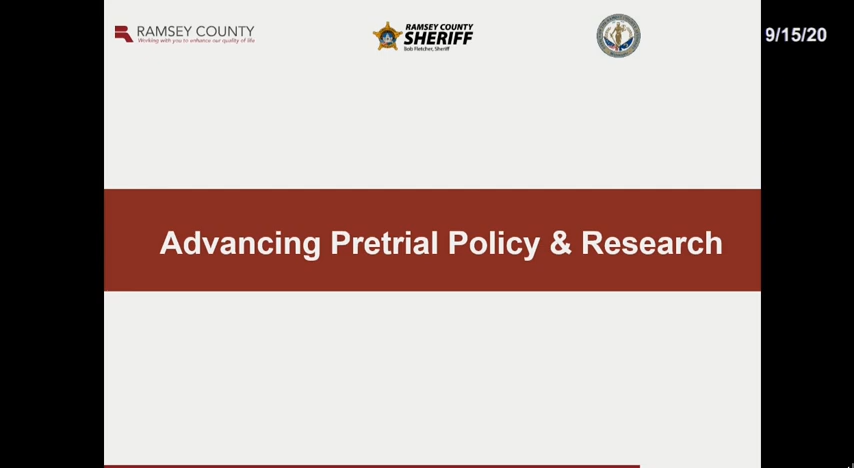 RAMSEY COUNTY
Working with you to enhance our quality of life
RAMSEY COUNTY
SHERIFF
Bob Fletcher, Sheriff
9/15/20
Advancing Pretrial Policy & Research